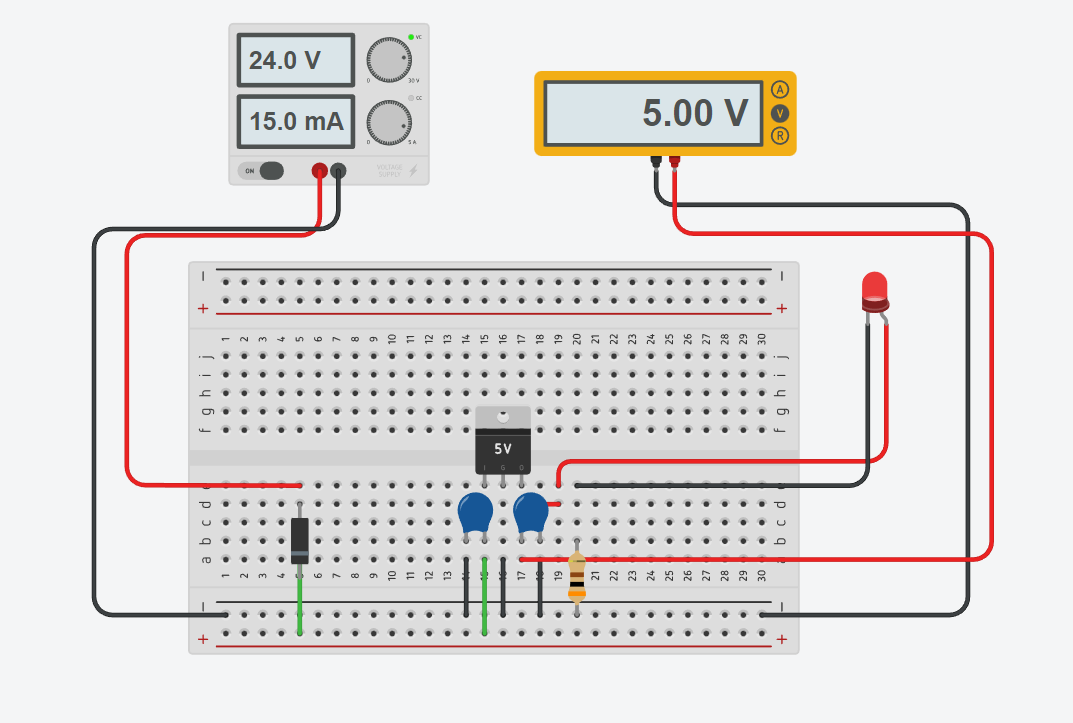 24.0 V
VC
0 30 V
15.0 mA
CC
0 5 A
ON
VOLTAGE
SUPPLY
5.00 V
A
V
R
− −
+ +
1 2 3 4 5 6 7 8 9 10 11 12 13 14 15 16 17 18 19 20 21 22 23 24 25 26 27 28 29 30
j j
i i
h h
g g
f f
5V
I G O
e e
d d
c c
b b
a a
1 2 3 4 5 6 7 8 9 10 11 12 13 14 15 16 17 18 19 20 21 22 23 24 25 26 27 28 29 30
− −
+ +